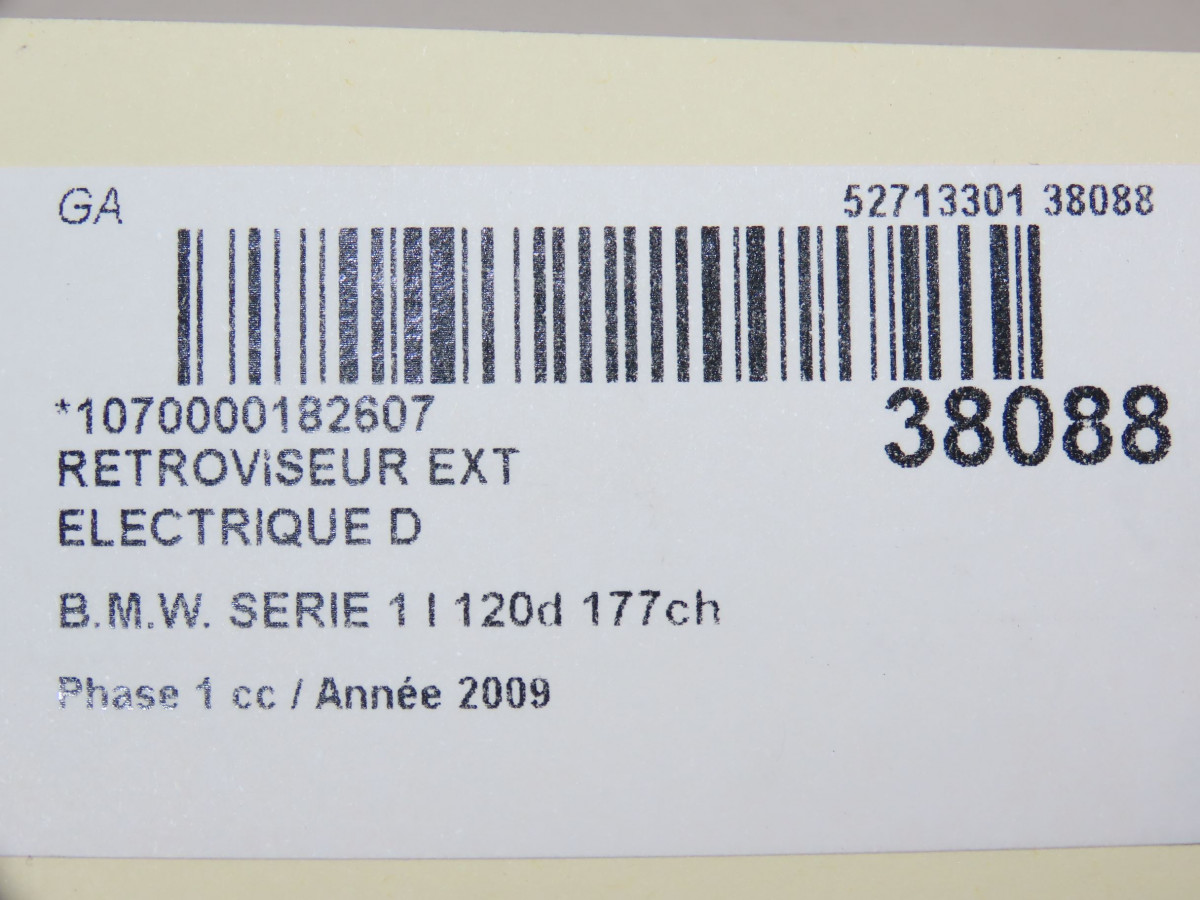 GA 52713301 38088
*1070000182607 38088
RETROVISEUR EXT
ELECTRIQUE D
B.M.W. SERIE 1 I 120d 177ch
Phase 1 cc / Année 2009